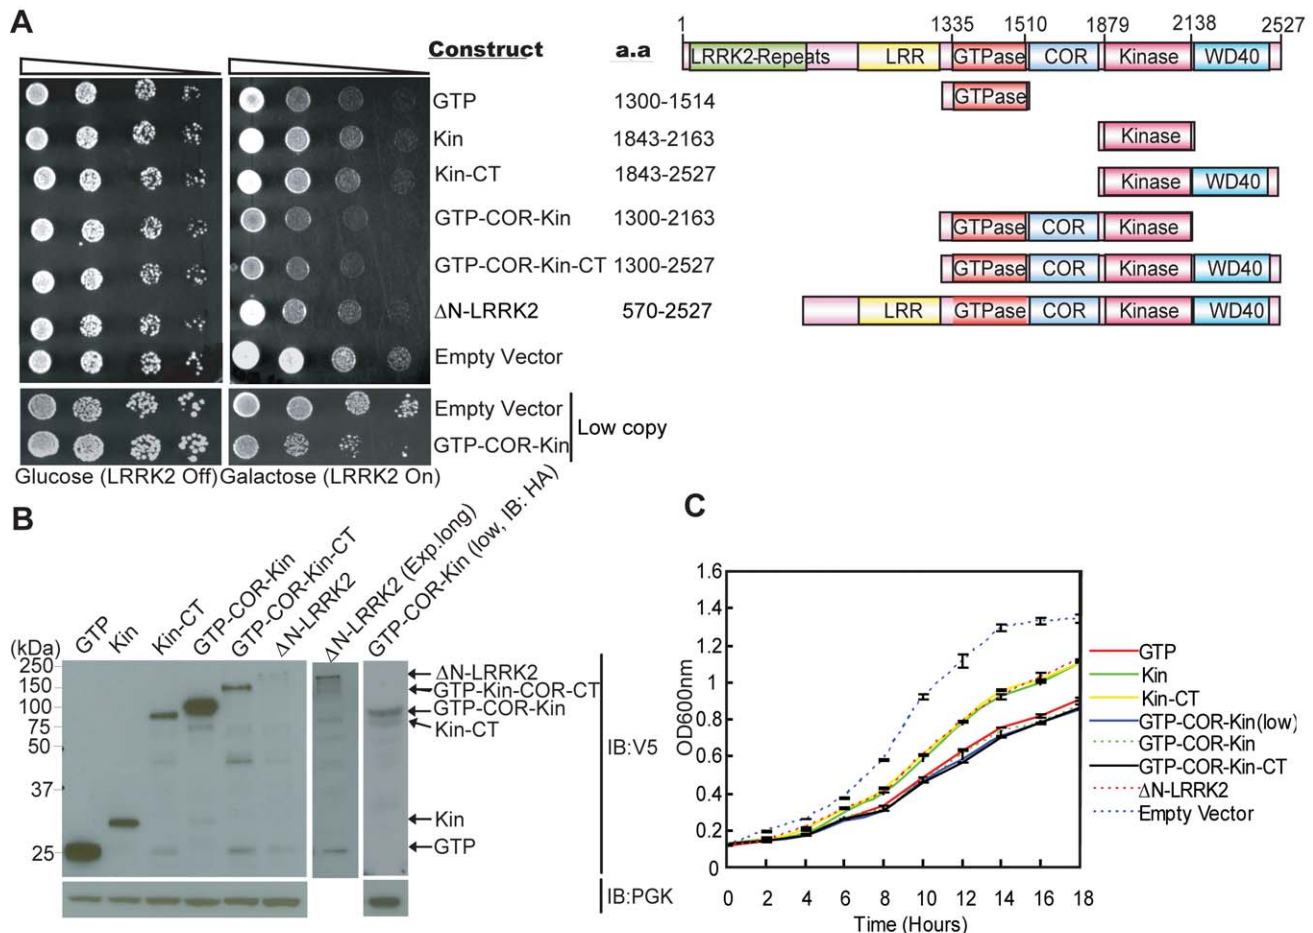 A
Construct a.a
1 1335 1510 1879 2138 2527
LRRK2-Repeats LRR GTPase COR Kinase WD40
GTP 1300-1514 GTPase
Kin 1843-2163 Kinase
Kin-CT 1843-2527 Kinase WD40
GTP-COR-Kin 1300-2163 GTPase COR Kinase
GTP-COR-Kin-CT 1300-2527 GTPase COR Kinase WD40
ΔN-LRRK2 570-2527 LRR GTPase COR Kinase WD40
Empty Vector
Empty Vector
GTP-COR-Kin
Low copy
Glucose (LRRK2 Off) Galactose (LRRK2 On)
B
(kDa)
GTP
Kin
Kin-CT
GTP-COR-Kin
GTP-COR-Kin-CT
ΔN-LRRK2
ΔN-LRRK2 (Exp.long)
GTP-COR-Kin (low, IB: HA)
250
150
100
75
50
37
25
ΔN-LRRK2
GTP-Kin-COR-CT
GTP-COR-Kin
Kin-CT
Kin
GTP
IB:V5
IB:PGK
C
OD600nm
1.6
1.4
1.2
1
0.8
0.6
0.4
0.2
0
0 2 4 6 8 10 12 14 16 18
Time (Hours)
GTP
Kin
Kin-CT
GTP-COR-Kin(low)
GTP-COR-Kin
GTP-COR-Kin-CT
ΔN-LRRK2
Empty Vector